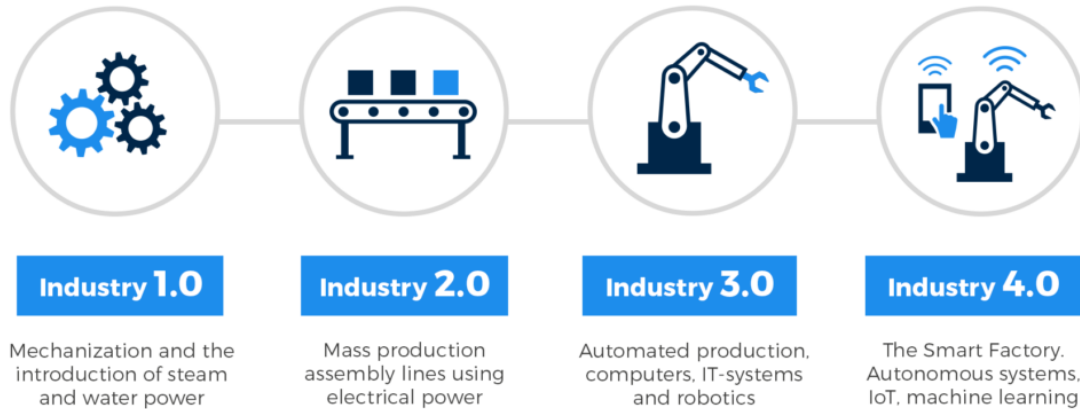 Industry 1.0
Mechanization and the
introduction of steam
and water power
Industry 2.0
Mass production
assembly lines using
electrical power
Industry 3.0
Automated production,
computers, IT-systems
and robotics
Industry 4.0
The Smart Factory.
Autonomous systems,
IoT, machine learning